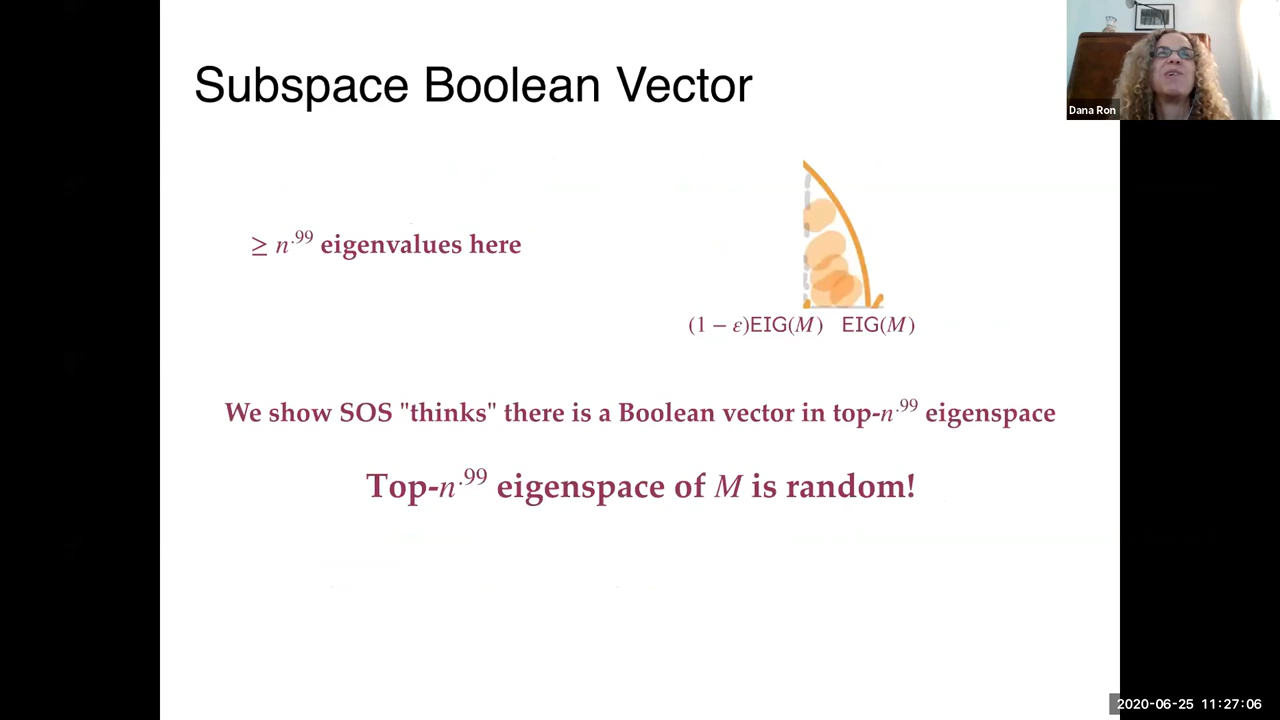 Subspace Boolean Vector
Dana Ron
≥ n^.99 eigenvalues here
(1 − ε)EIG(M) EIG(M)
We show SOS "thinks" there is a Boolean vector in top-n^.99 eigenspace
Top-n^.99 eigenspace of M is random!
2020-06-25 11:27:06